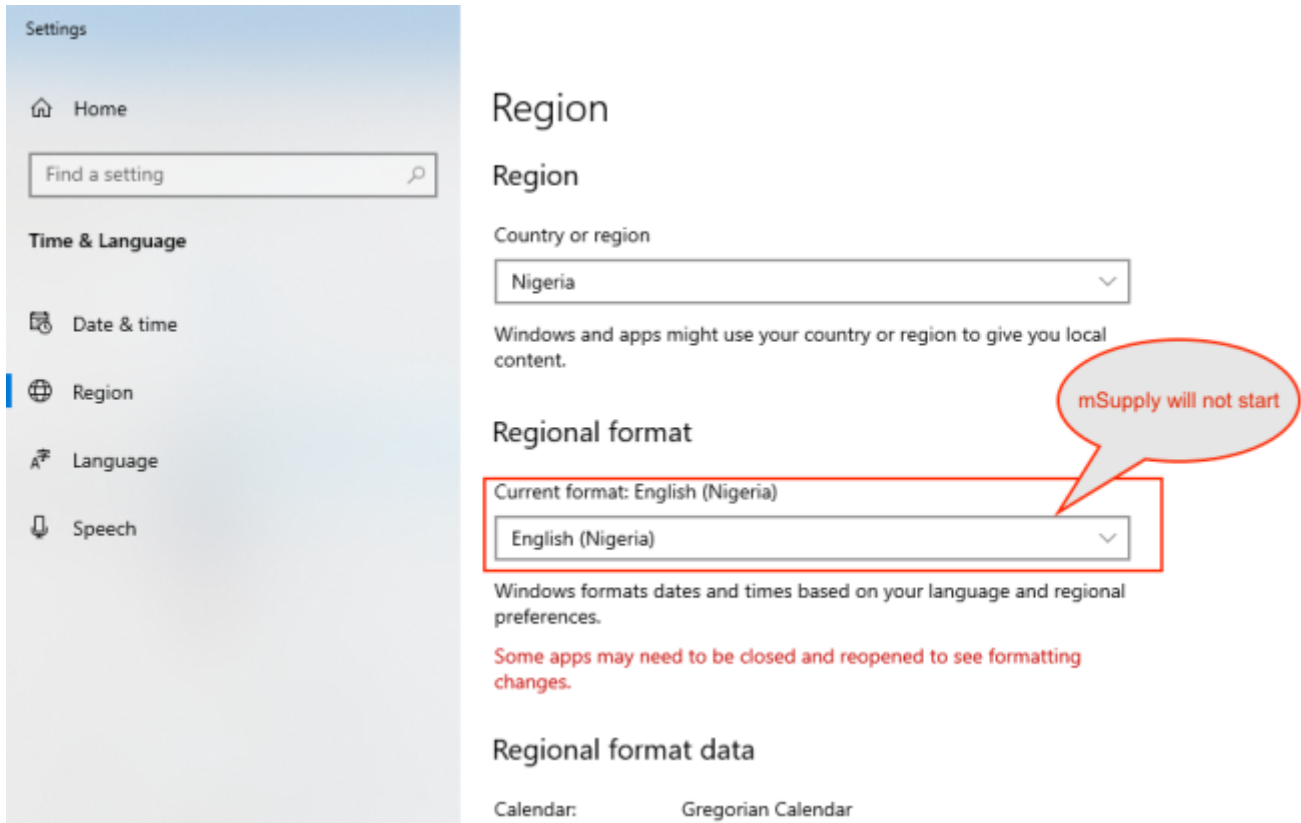 Settings
Home
Find a setting
Time & Language
Date & time
Region
Language
Speech
Region
Region
Country or region
Nigeria
Windows and apps might use your country or region to give you local
content.
mSupply will not start
Regional format
Current format: English (Nigeria)
English (Nigeria)
Windows formats dates and times based on your language and regional
preferences.
Some apps may need to be closed and reopened to see formatting
changes.
Regional format data
Calendar: Gregorian Calendar